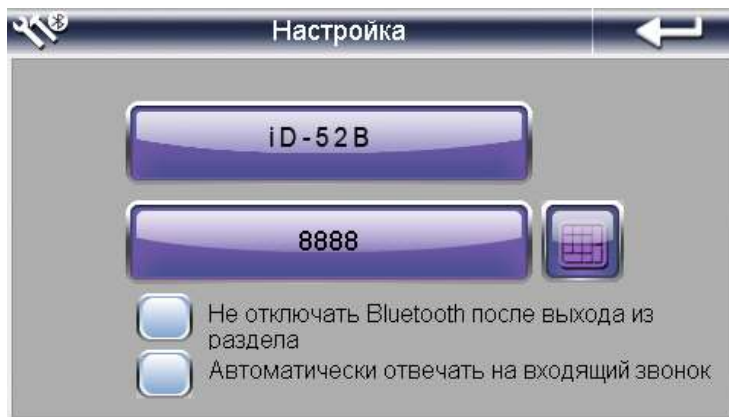 Настройка
iD-52B
8888
Не отключать Bluetooth после выхода из
раздела
Автоматически отвечать на входящий звонок